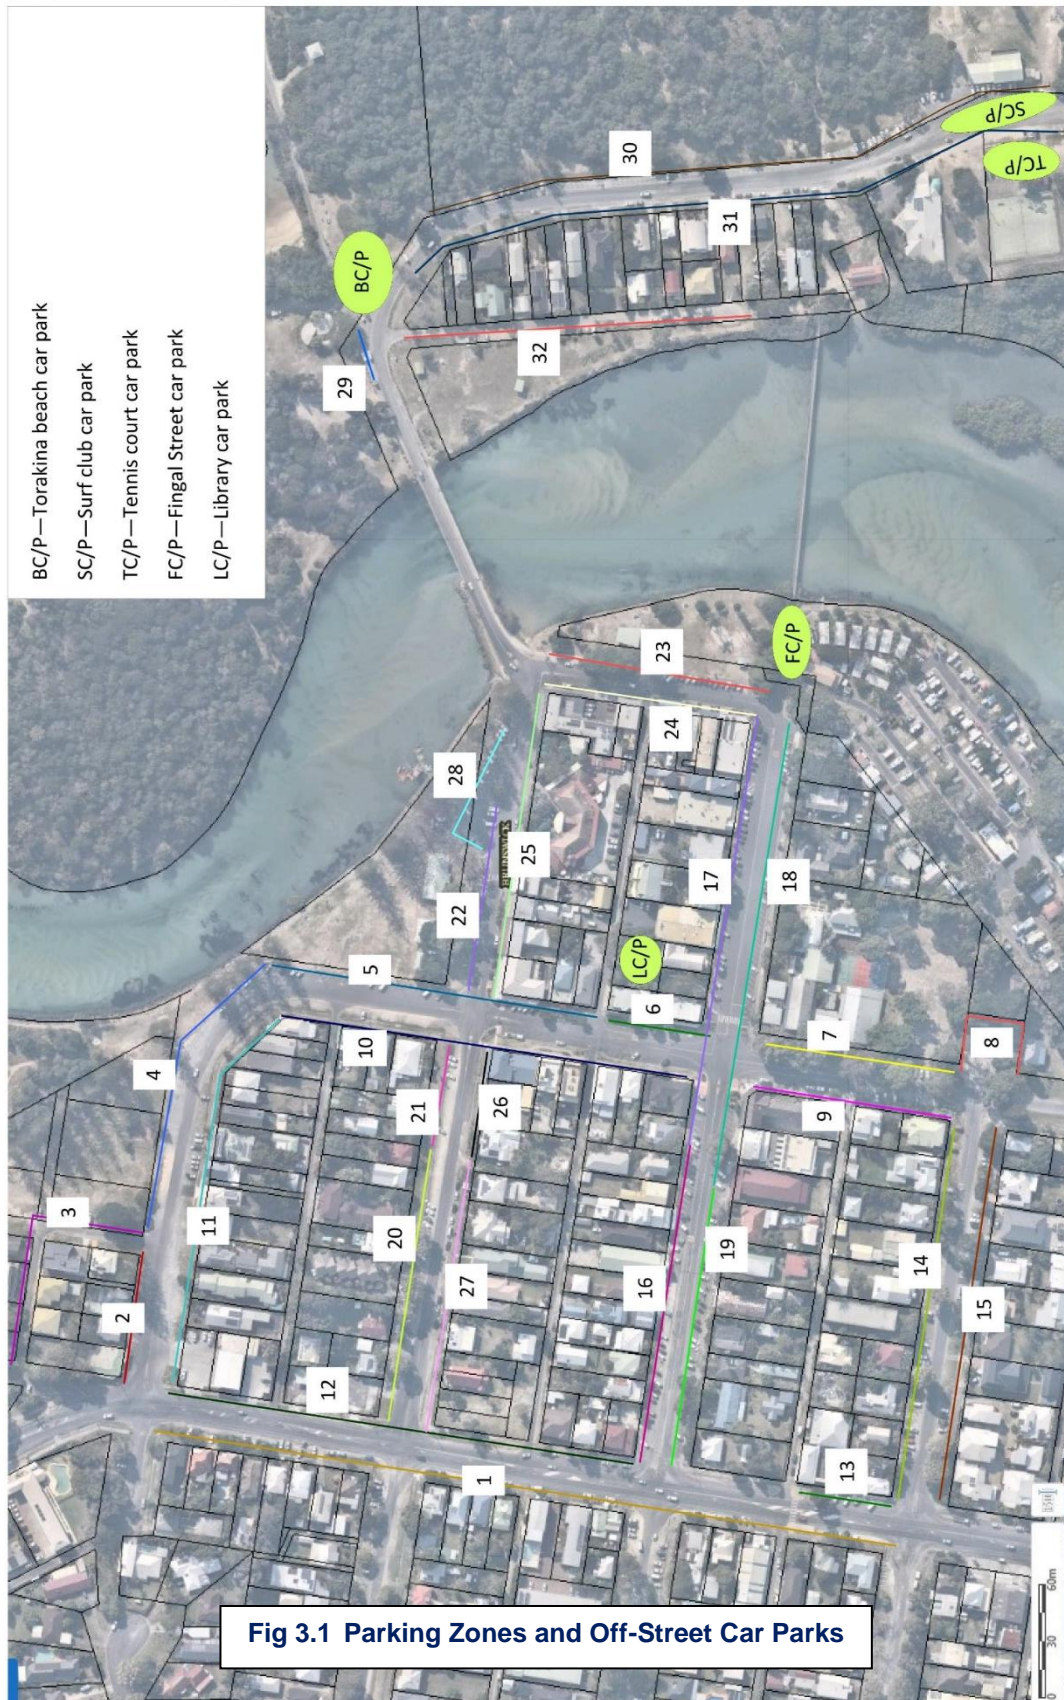 BC/P—Torakina beach car park
SC/P—Surf club car park
TC/P—Tennis court car park
FC/P—Fingal Street car park
LC/P—Library car park
SC/P
TC/P
30
31
BC/P
32
29
FC/P
23
24
28
25
22
17
18
LC/P
6
5
7
8
4
10
21
26
9
3
11
20
27
16
19
14
15
2
12
1
13
0
30
60m
Fig 3.1 Parking Zones and Off-Street Car Parks